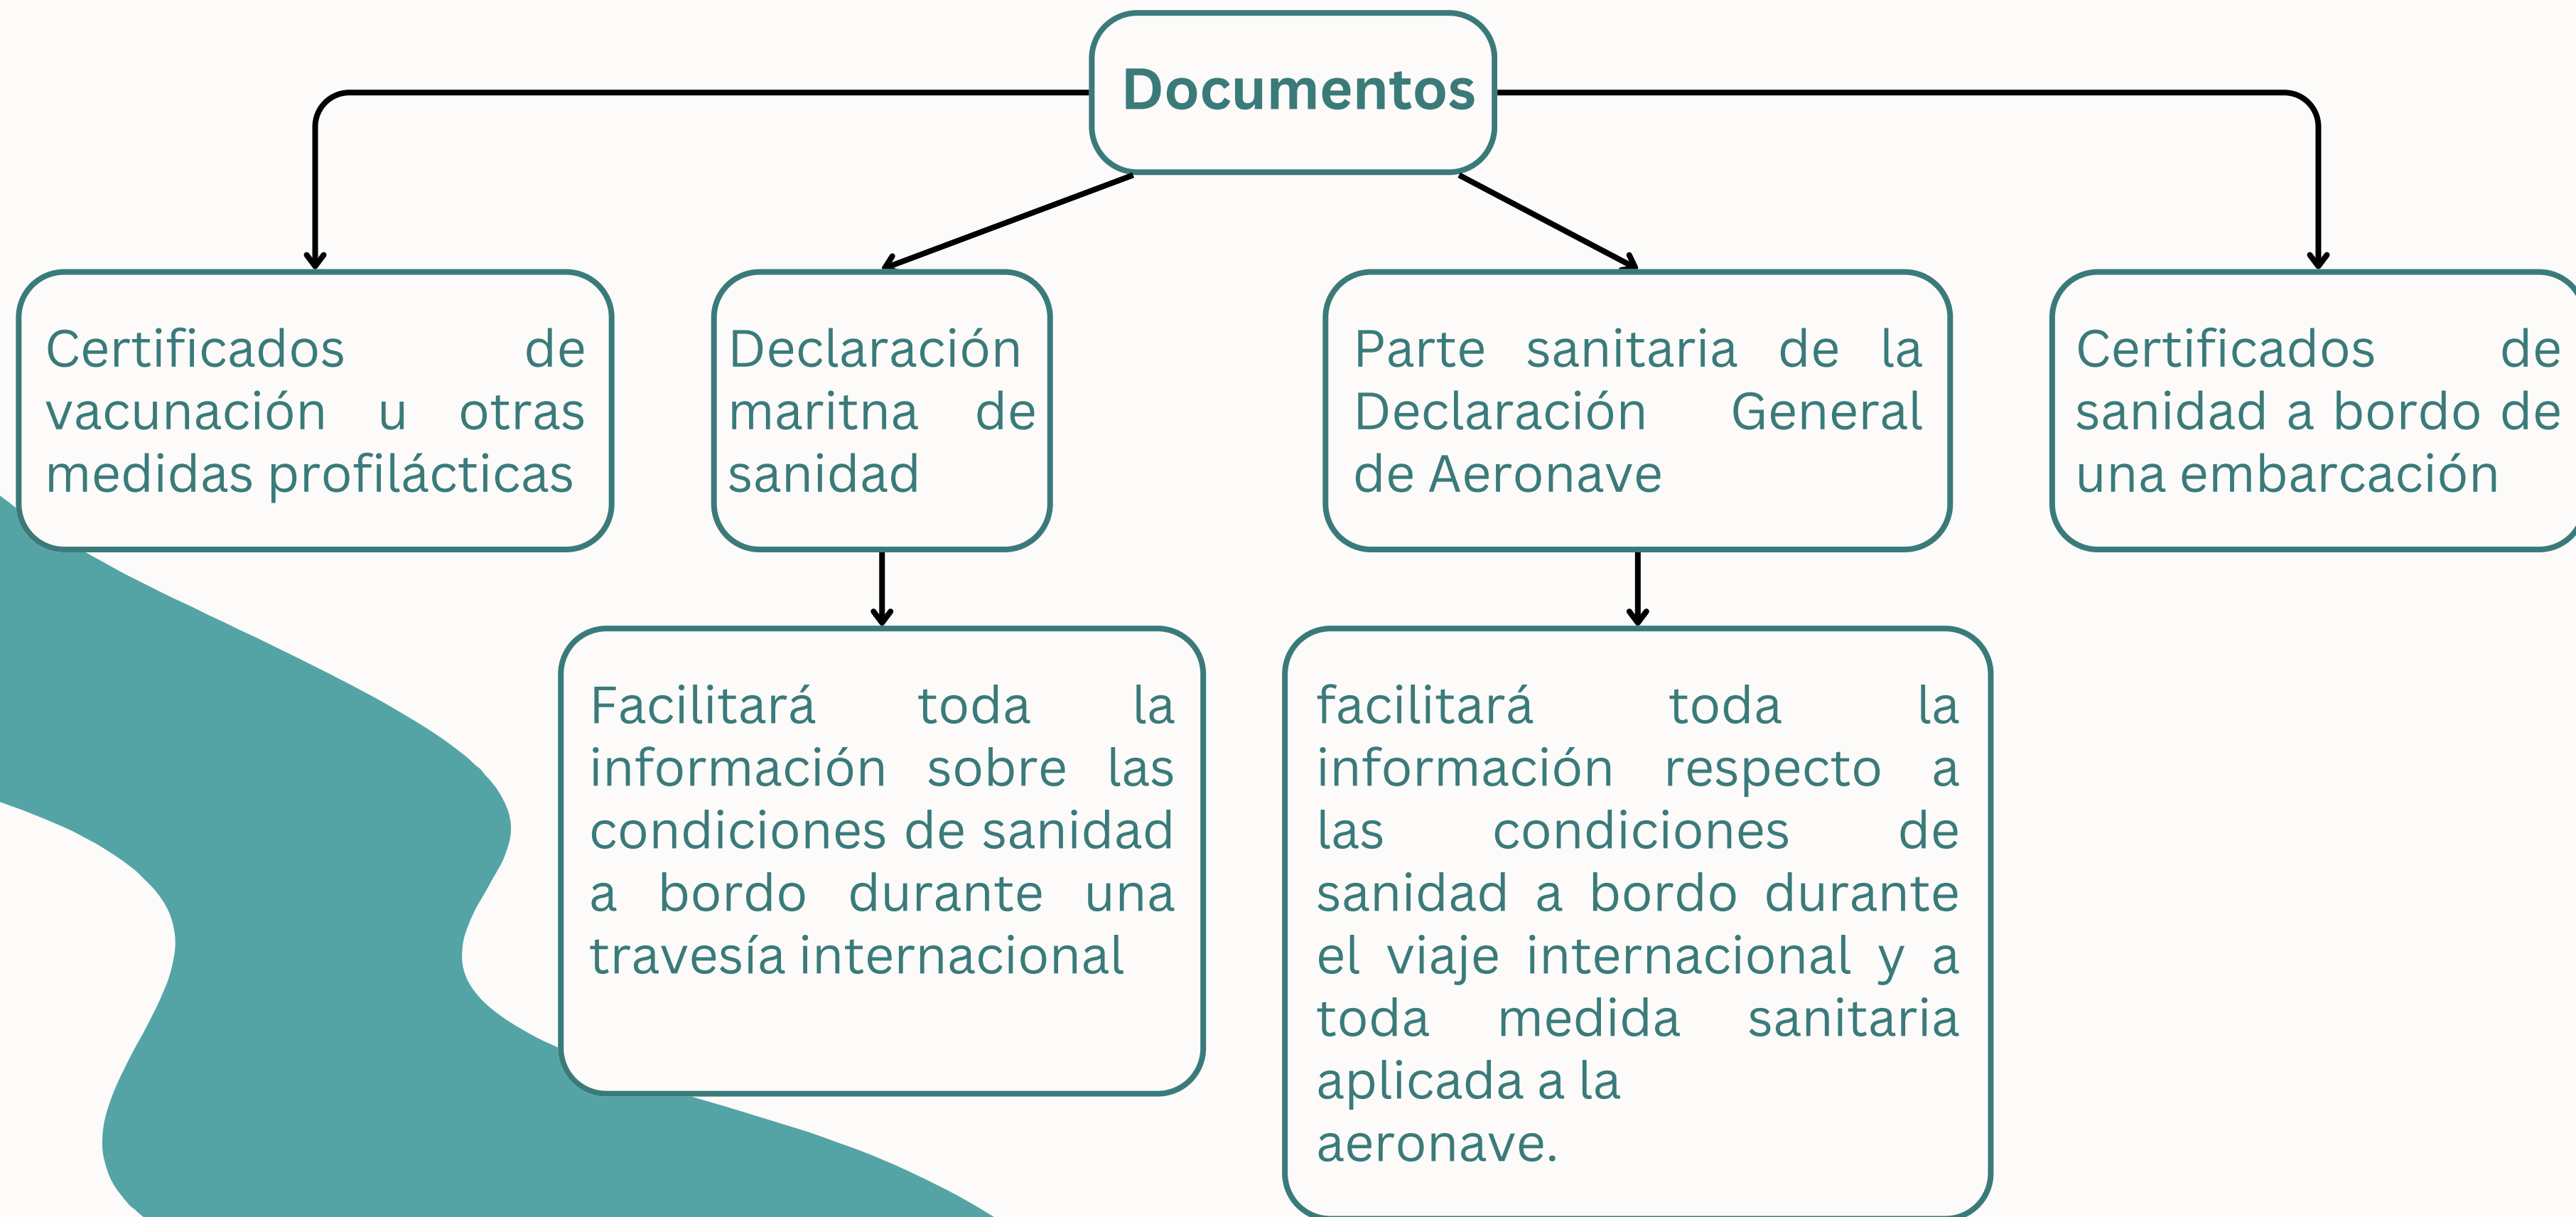 Documentos
Certificados de
vacunación u otras
medidas profilácticas
Declaración
maritna de
sanidad
Parte sanitaria de la
Declaración General
de Aeronave
Certificados de
sanidad a bordo de
una embarcación
Facilitará toda la
información sobre las
condiciones de sanidad
a bordo durante una
travesía internacional
facilitará toda la
información respecto a
las condiciones de
sanidad a bordo durante
el viaje internacional y a
toda medida sanitaria
aplicada a la
aeronave.